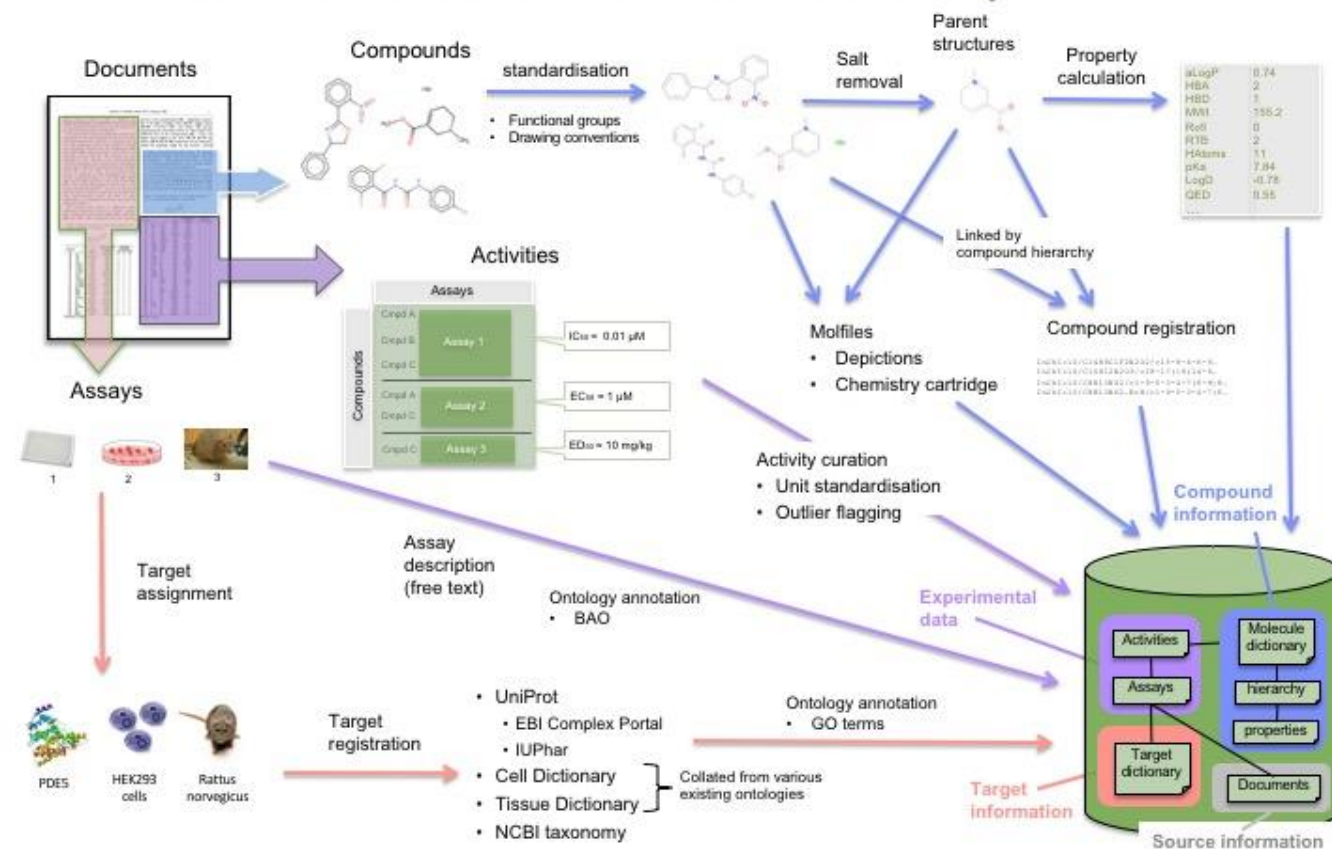 Documents
Compounds
standardisation
• Functional groups
• Drawing conventions
Salt
removal
Parent
structures
Property
calculation
aLogP 0.74
HBA 2
HBD 1
MWt 155.2
Ro5 0
RTB 2
HAtoms 11
pKa 7.84
LogD -0.78
QED 0.55
...
Linked by
compound hierarchy
Activities
Assays
Compounds
Cmpd A
Cmpd B
Cmpd C
Assay 1
IC₅₀ = 0.01 µM
Cmpd A
Cmpd C
Assay 2
EC₅₀ = 1 µM
Cmpd C
Assay 3
ED₅₀ = 10 mg/kg
Molfiles
• Depictions
• Chemistry cartridge
Compound registration
Assays
1
2
3
Activity curation
• Unit standardisation
• Outlier flagging
Compound
information
Target
assignment
Assay
description
(free text)
Ontology annotation
• BAO
Experimental
data
Activities
Molecule
dictionary
Assays
hierarchy
properties
Target
dictionary
Documents
PDE5
HEK293
cells
Rattus
norvegicus
Target
registration
• UniProt
• EBI Complex Portal
• IUPhar
• Cell Dictionary
• Tissue Dictionary
• NCBI taxonomy
Collated from various
existing ontologies
Ontology annotation
• GO terms
Target
information
Source information